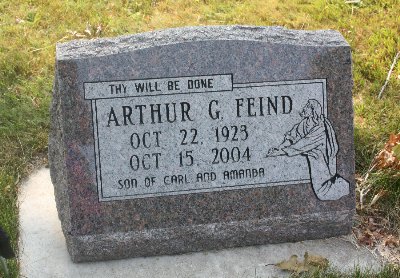 THY WILL BE DONE
ARTHUR G. FEIND
OCT 22, 1923
OCT 15, 2004
SON OF CARL AND AMANDA